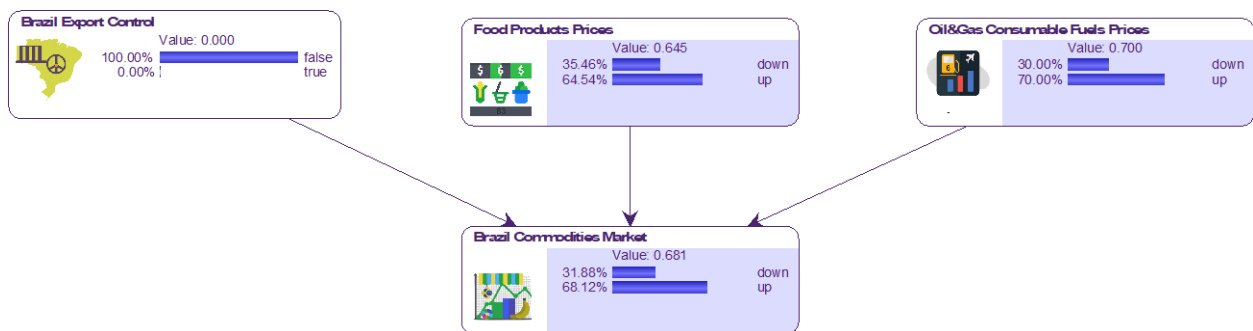 Brazil Export Control
Value: 0.000
100.00% false
0.00% true
Food Products Prices
Value: 0.645
35.46% down
64.54% up
$ 6 $
Oil&Gas Consumable Fuels Prices
Value: 0.700
30.00% down
70.00% up
Brazil Commodities Market
Value: 0.681
31.88% down
68.12% up